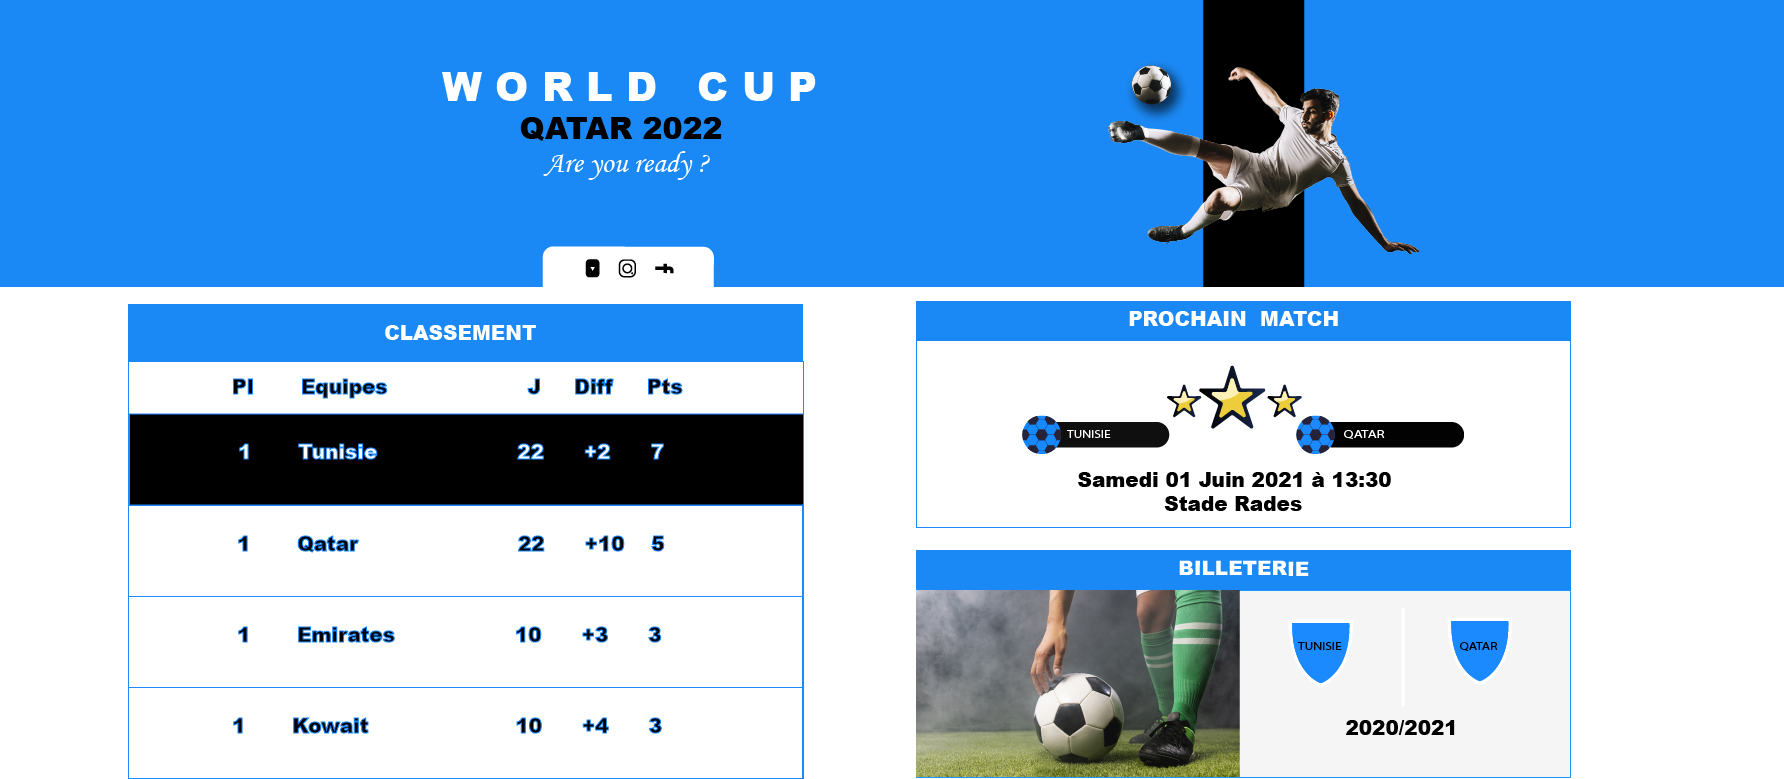 WORLD CUP
QATAR 2022
Are you ready ?
CLASSEMENT
Pl Equipes J Diff Pts
1 Tunisie 22 +2 7
1 Qatar 22 +10 5
1 Emirates 10 +3 3
1 Kowait 10 +4 3
PROCHAIN MATCH
TUNISIE QATAR
Samedi 01 Juin 2021 à 13:30
Stade Rades
BILLETERIE
TUNISIE QATAR
2020/2021